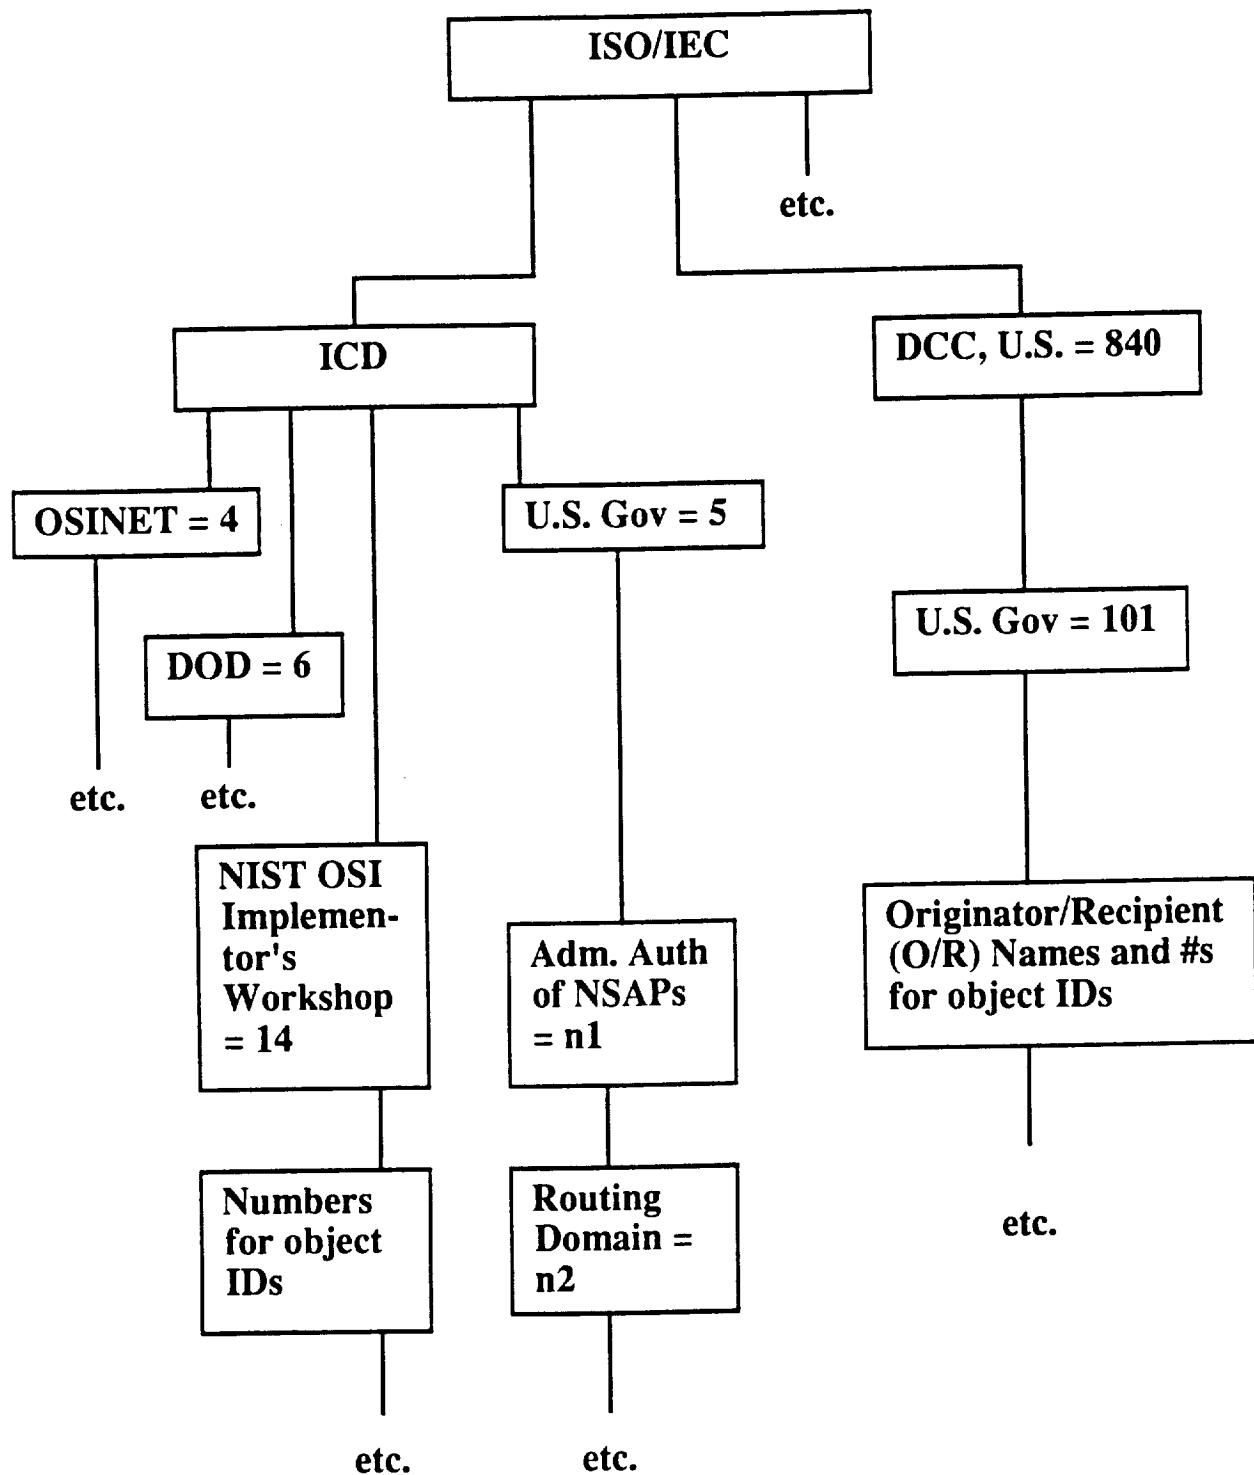 ISO/IEC
etc.
ICD
DCC, U.S. = 840
OSINET = 4
U.S. Gov = 5
U.S. Gov = 101
DOD = 6
etc.
etc.
NIST OSI
Implemen-
tor's
Workshop
= 14
Adm. Auth
of NSAPs
= n1
Originator/Recipient
(O/R) Names and #s
for object IDs
Numbers
for object
IDs
Routing
Domain =
n2
etc.
etc.
etc.